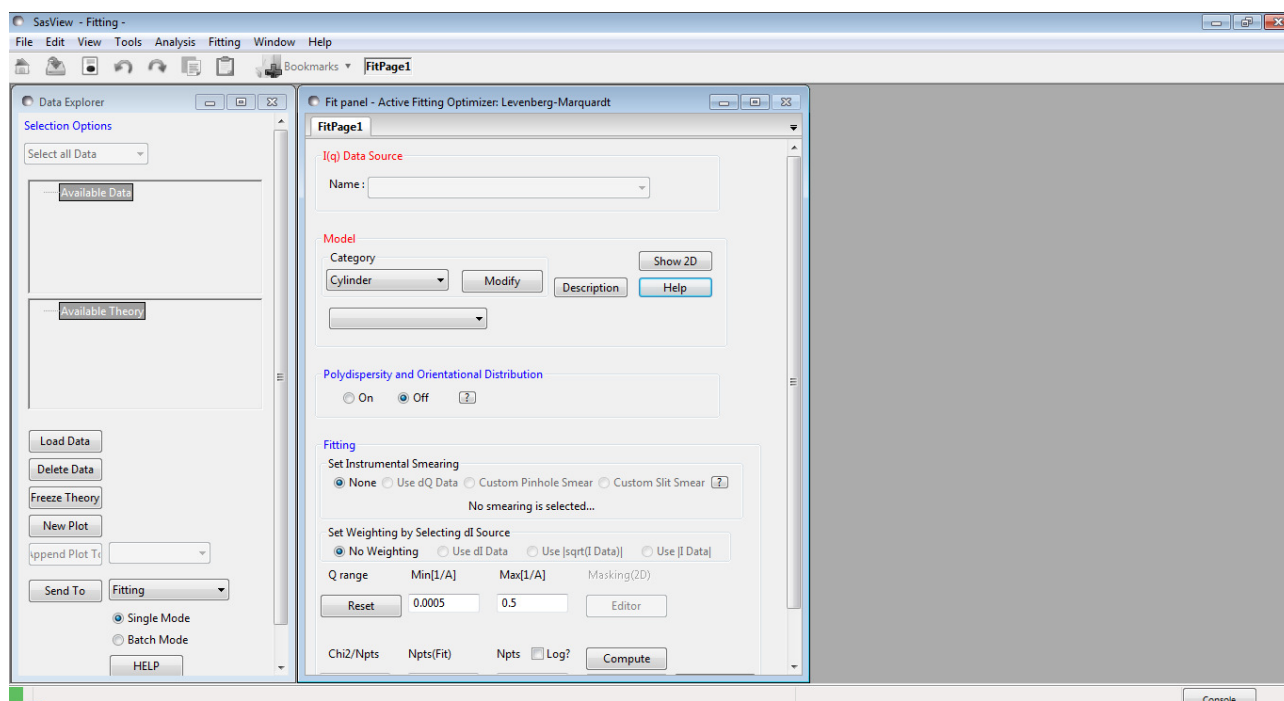 SasView - Fitting -
File Edit View Tools Analysis Fitting Window Help
Bookmarks FitPage1
Data Explorer
Selection Options
Select all Data
Available Data
Available Theory
Load Data
Delete Data
Freeze Theory
New Plot
Append Plot To
Send To Fitting
Single Mode
Batch Mode
HELP
Fit panel - Active Fitting Optimizer: Levenberg-Marquardt
FitPage1
I(q) Data Source
Name :
Model
Category
Show 2D
Cylinder Modify Description Help
Polydispersity and Orientational Distribution
On Off ?
Fitting
Set Instrumental Smearing
None Use dQ Data Custom Pinhole Smear Custom Slit Smear ?
No smearing is selected...
Set Weighting by Selecting dI Source
No Weighting Use dI Data Use |sqrt(I Data)| Use |I Data|
Q range Min[1/A] Max[1/A] Masking(2D)
Reset 0.0005 0.5 Editor
Chi2/Npts Npts(Fit) Npts Log? Compute
Console